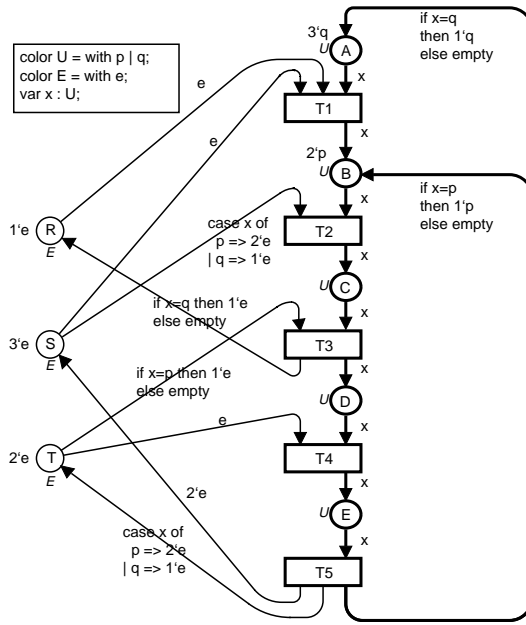 color U = with p | q;
color E = with e;
var x : U;
3‘q
U
A
if x=q
then 1‘q
else empty
x
e
T1
x
e
2‘p
U
B
x
if x=p
then 1‘p
else empty
case x of
p => 2‘e
| q => 1‘e
1‘e
R
E
T2
x
U
C
x
if x=q then 1‘e
else empty
3‘e
S
E
T3
x
if x=p then 1‘e
else empty
U
D
x
e
2‘e
T
E
T4
x
2‘e
U
E
x
case x of
p => 2‘e
| q => 1‘e
T5